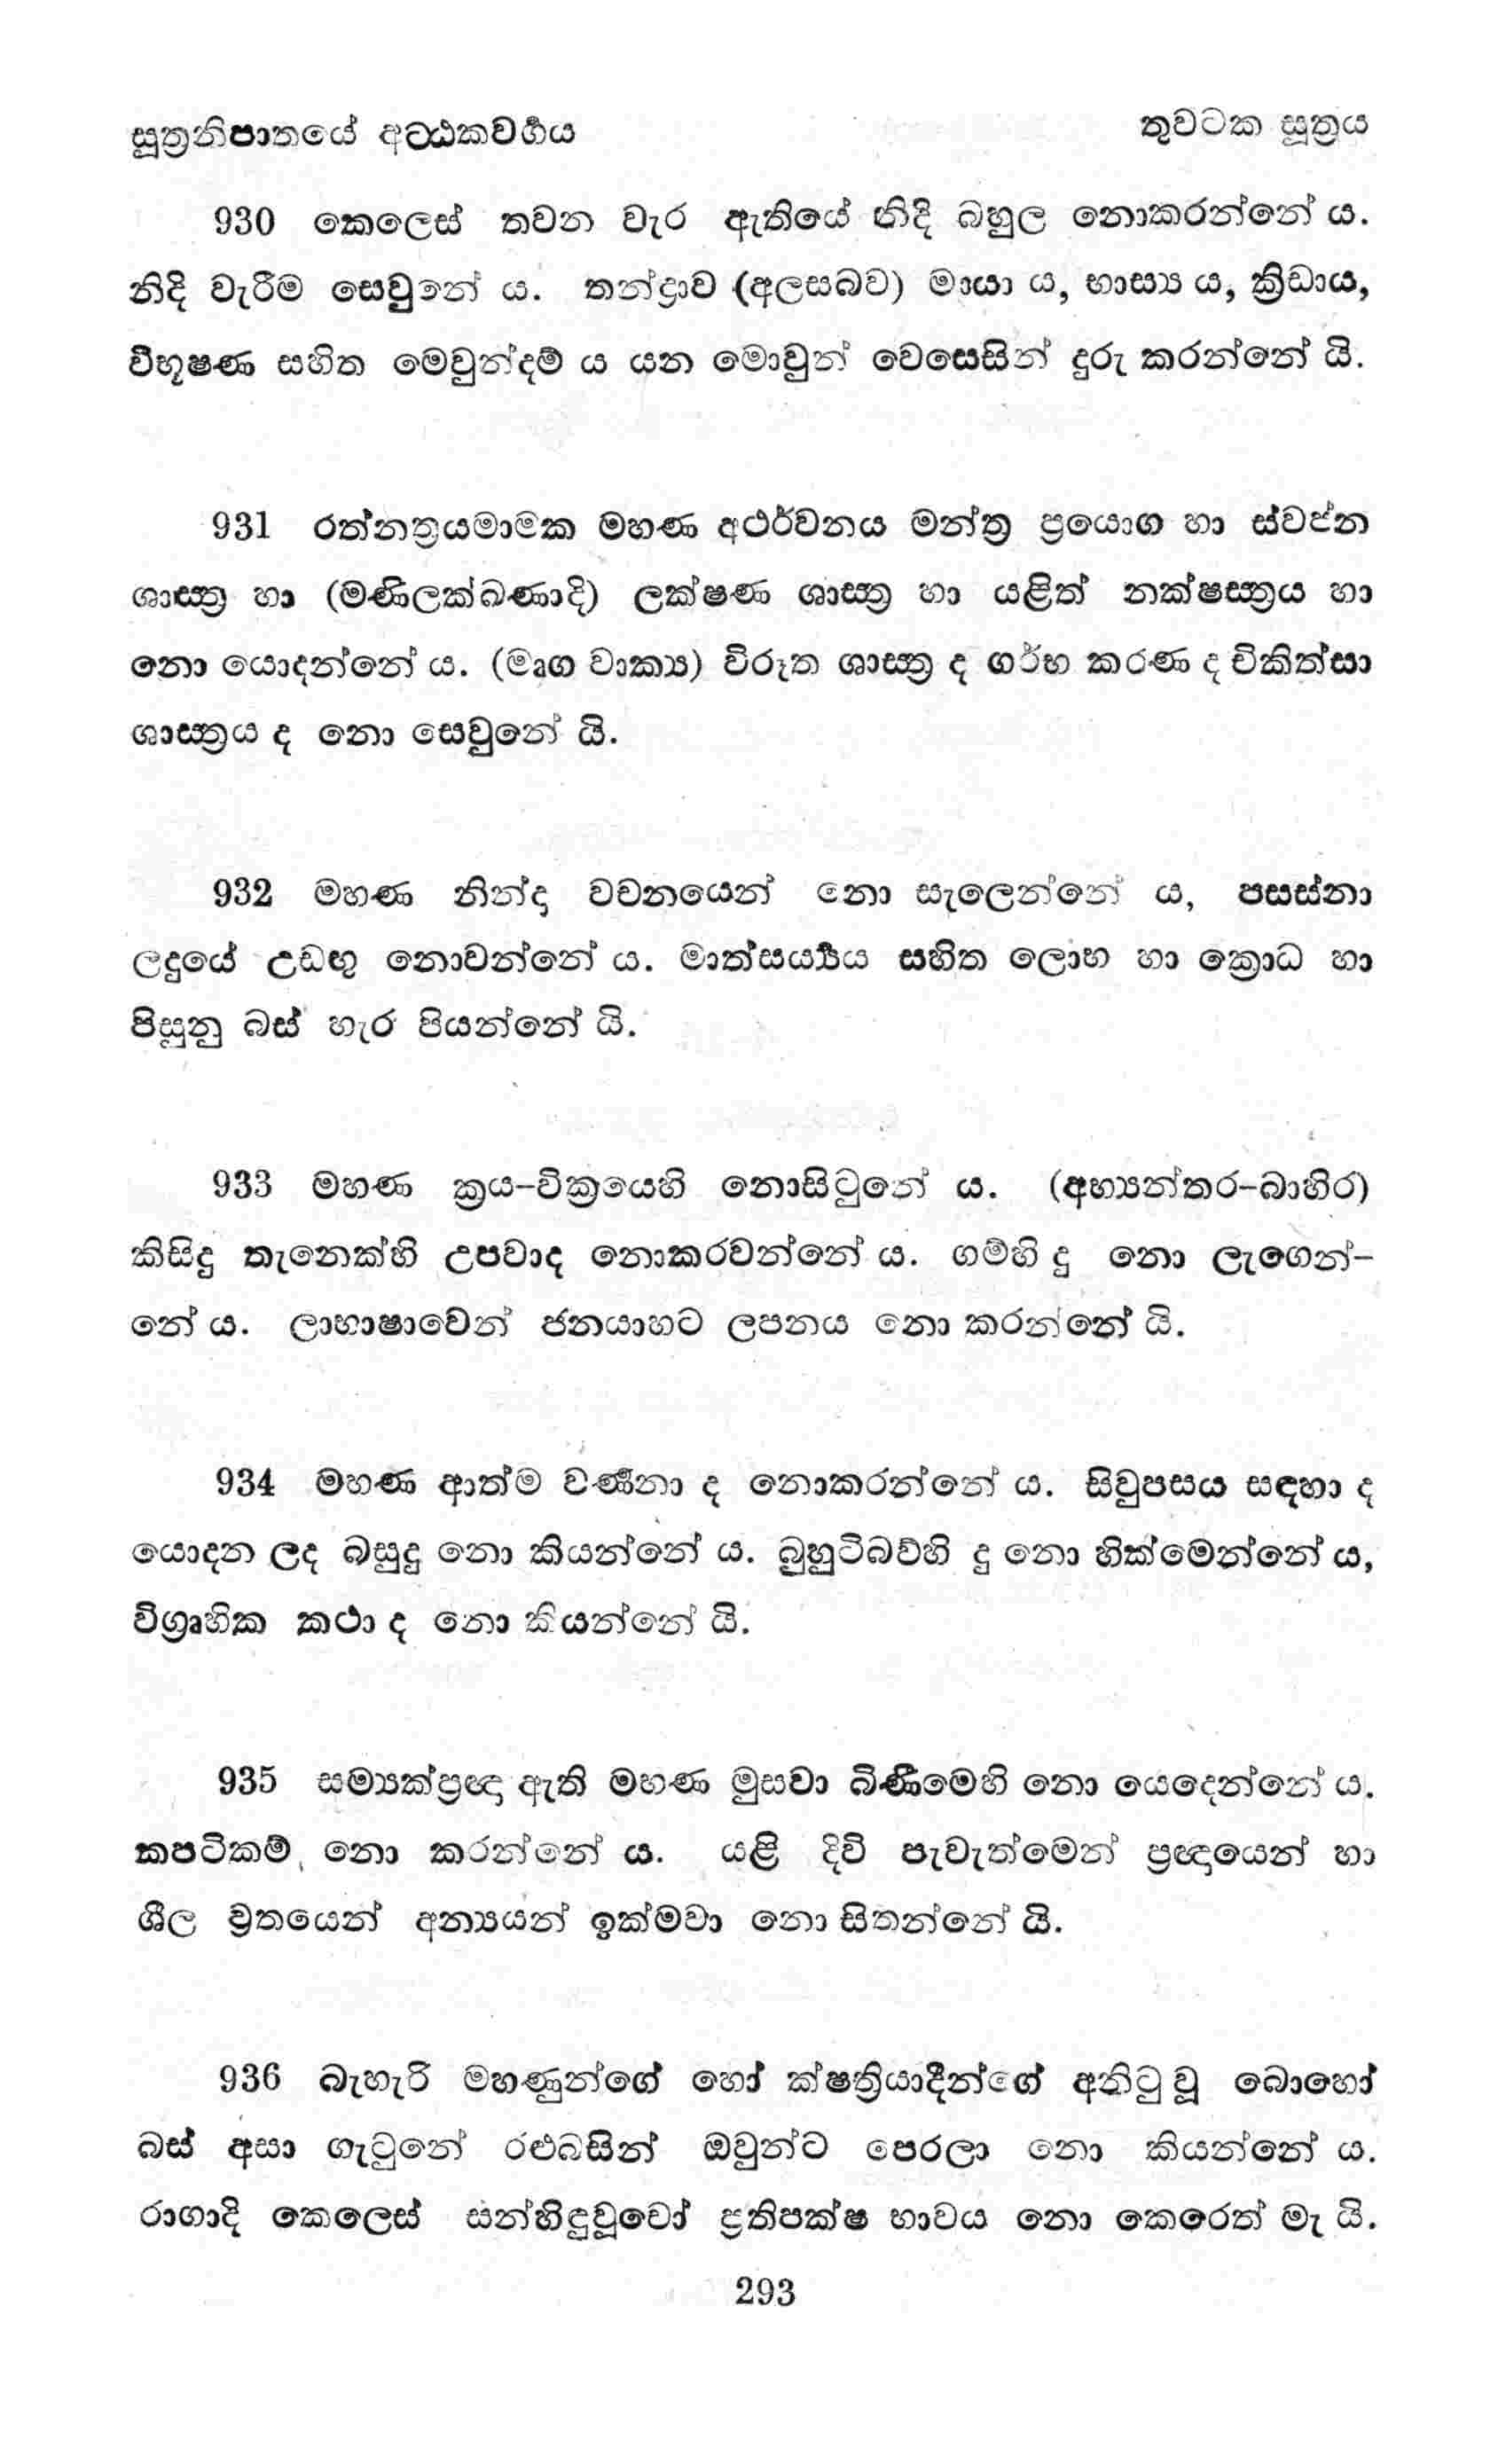 සූත්‍රනිපාතයේ අට්ඨකවර්‍ගය
තුවටක සූත්‍රය
930 කෙලෙස් තවන වැර ඇතියේ නිදි බහුල නොකරන්නේ ය.
නිදි වැරීම සෙවුනේ ය. තන්ද්‍රාව (අලසබව) මායා ය, හාස්‍ය ය, ක්‍රිඩාය,
විභූෂණ සහිත මෙවුන්දම් ය යන මොවුන් වෙසෙසින් දුරු කරන්නේ යි.
931 රත්නත්‍රයමාමක මහණ අථර්වනය මන්ත්‍ර ප්‍රයොග හා ස්වප්න
ශාස්ත්‍ර හා (මණිලක්ඛණාදි) ලක්ෂණ ශාස්ත්‍ර හා යළිත් නක්ෂස්ත්‍රය හා
නො යොදන්නේ ය. (මෘග වාක්‍ය) විරුත ශාස්ත්‍ර ද ගර්භ කරණ ද චිකිත්සා
ශාස්ත්‍රය ද නො සෙවුනේ යි.
932 මහණ නින්දා වචනයෙන් නො සැලෙන්නේ ය, පසස්නා
ලදුයේ උඩඟු නොවන්නේ ය. මාත්සර්‍ය්‍යය සහිත ලොභ හා ක්‍රොධ හා
පිසුනු බස් හැර පියන්නේ යි.
933 මහණ ක්‍රය-වික්‍රයෙහි නොසිටුනේ ය. (අභ්‍යන්තර-බාහිර)
කිසිදු තැනෙක්හි උපවාද නොකරවන්නේ ය. ගම්හි දු නො ලැගෙන්-
නේ ය. ලාභාෂාවෙන් ජනයාහට ලපනය නො කරන්නේ යි.
934 මහණ ආත්ම වර්‍ණනා ද නොකරන්නේ ය. සිවුපසය සඳහා ද
යොදන ලද බසුදු නො කියන්නේ ය. බුහුටිබව්හි දු නො හික්මෙන්නේ ය,
විග්‍රෘහික කථා ද නො කියන්නේ යි.
935 සම්‍යක්ප්‍රඥා ඇති මහණ මුසවා බිණීමෙහි නො යෙදෙන්නේ ය.
කපටිකම් නො කරන්නේ ය. යළි දිවි පැවැත්මෙන් ප්‍රඥායෙන් හා
ශීල ව්‍රතයෙන් අන්‍යයන් ඉක්මවා නො සිතන්නේ යි.
936 බැහැරි මහණුන්ගේ හෝ ක්ෂත්‍රියාදීන්ගේ අනිටු වූ බොහෝ
බස් අසා ගැටුනේ රළුබසින් ඔවුන්ට පෙරලා නො කියන්නේ ය.
රාගාදි කෙලෙස් සන්හිඳුවූවෝ ප්‍රතිපක්ෂ භාවය නො කෙරෙත් මැ යි.
293